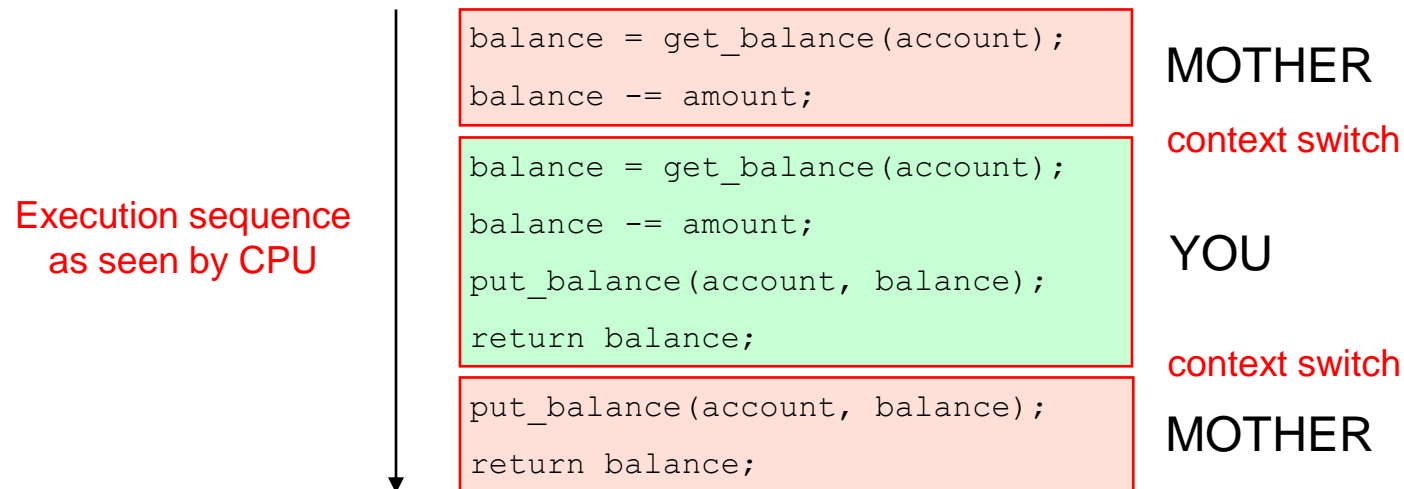 balance = get_balance(account);
MOTHER
balance -= amount;
context switch
balance = get_balance(account);
balance -= amount;
Execution sequence
as seen by CPU
YOU
put_balance(account, balance);
return balance;
context switch
put_balance(account, balance);
MOTHER
return balance;